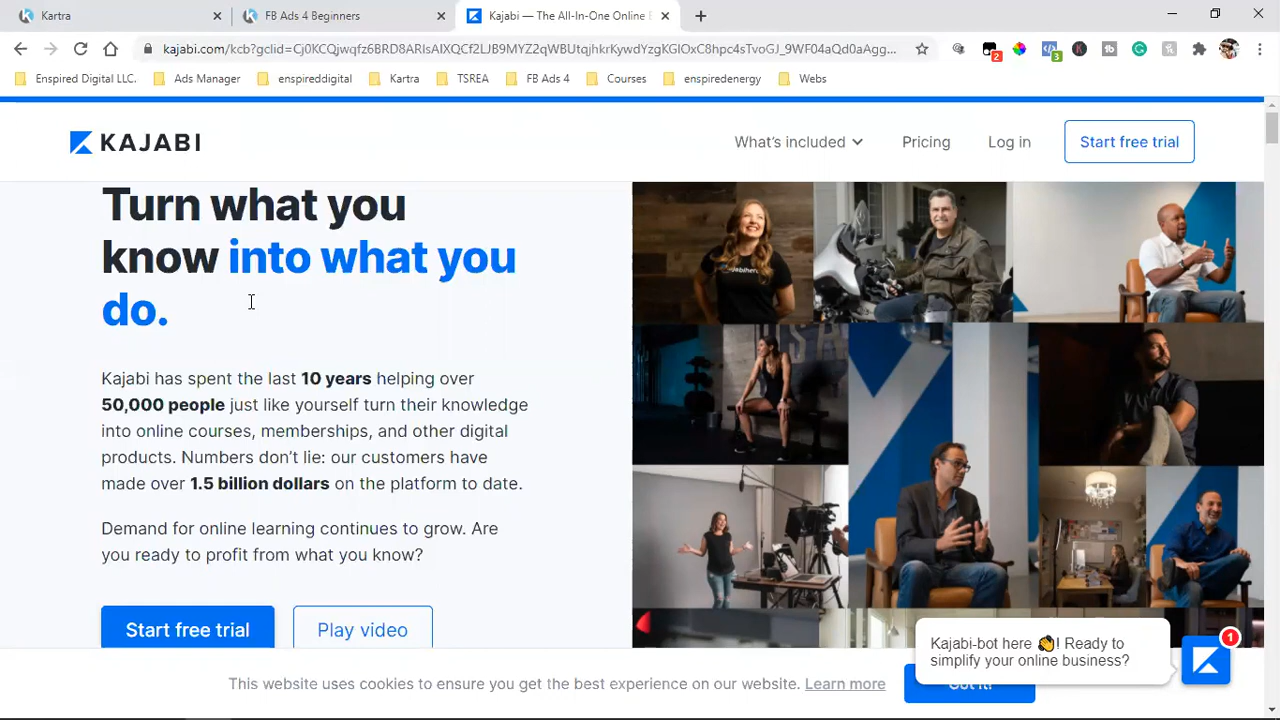 Kartra
FB Ads 4 Beginners
Kajabi — The All-In-One Online
kajabi.com/kcb?gclid=Cj0KCQjwqfz6BRD8ARIsAIXQCf2LJB9MYZ2qWBUtqjhkrKywdYzgKGlOxC8hpc4sTvoGJ_9WF04aQd0aAgg...
2
3
Enspired Digital LLC.
Ads Manager
enspireddigital
Kartra
TSREA
FB Ads 4
Courses
enspiredenergy
Webs
KAJABI
What's included
Pricing
Log in
Start free trial
Turn what you
know into what you
do.
Kajabi has spent the last 10 years helping over
50,000 people just like yourself turn their knowledge
into online courses, memberships, and other digital
products. Numbers don't lie: our customers have
made over 1.5 billion dollars on the platform to date.
Demand for online learning continues to grow. Are
you ready to profit from what you know?
Start free trial
Play video
Kajabi-bot here 👋! Ready to
simplify your online business?
1
This website uses cookies to ensure you get the best experience on our website. Learn more
Got it!